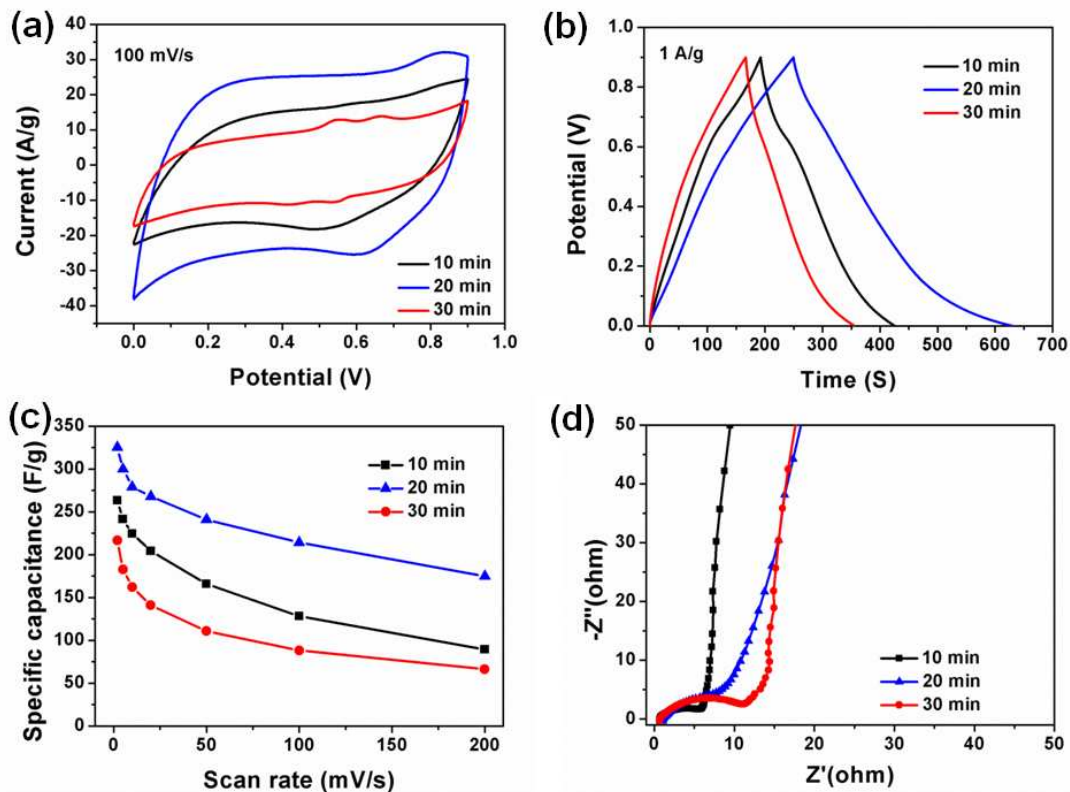 (a)
100 mV/s
Current (A/g)
40
30
20
10
0
-10
-20
-30
-40
10 min
20 min
30 min
0.0 0.2 0.4 0.6 0.8 1.0
Potential (V)
(b)
1 A/g
10 min
20 min
30 min
Potential (V)
1.0
0.8
0.6
0.4
0.2
0.0
0 100 200 300 400 500 600 700
Time (S)
(c)
Specific capacitance (F/g)
350
300
250
200
150
100
50
0
10 min
20 min
30 min
0 50 100 150 200
Scan rate (mV/s)
(d)
-Z''(ohm)
50
40
30
20
10
0
10 min
20 min
30 min
0 10 20 30 40 50
Z'(ohm)